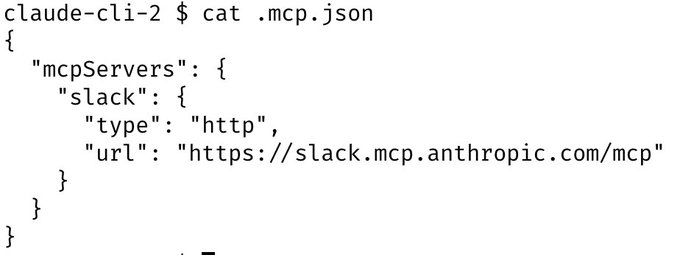 claude-cli-2 $ cat .mcp.json
{
  "mcpServers": {
    "slack": {
      "type": "http",
      "url": "https://slack.mcp.anthropic.com/mcp"
    }
  }
}